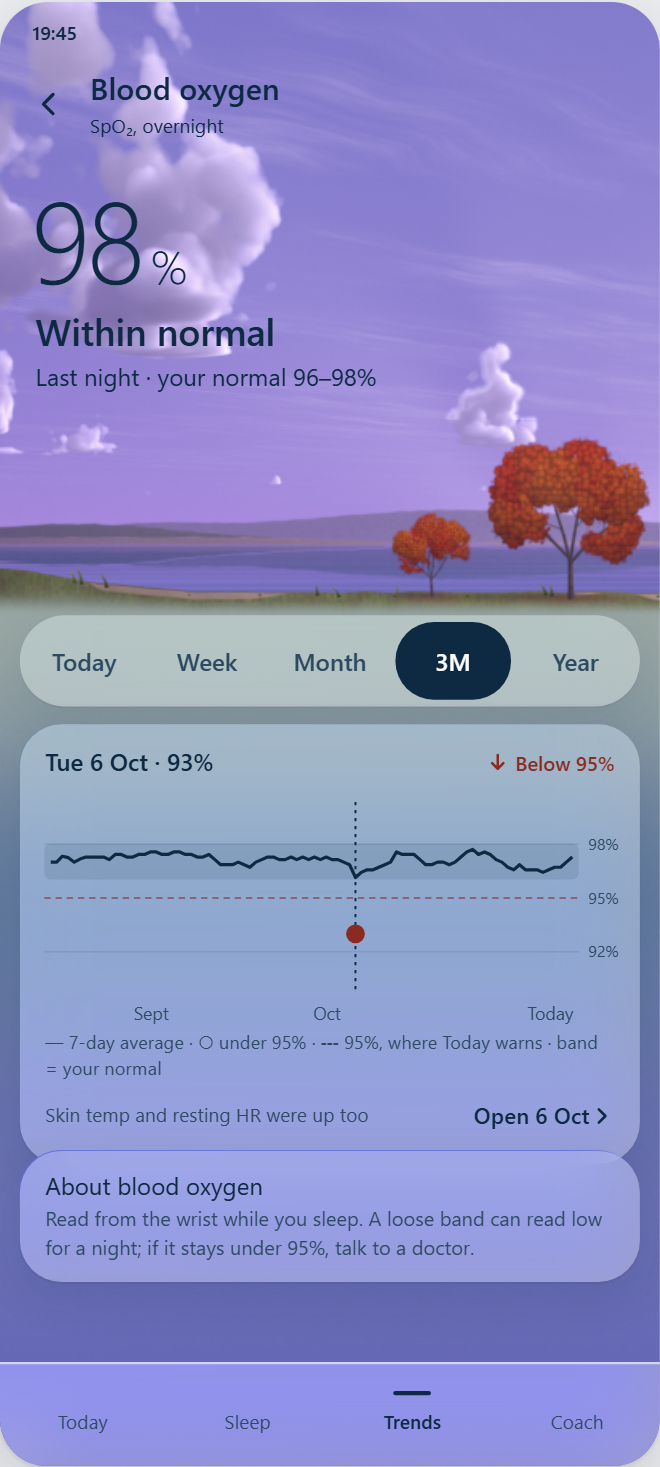 19:45
Blood oxygen
SpO₂, overnight
98 %
Within normal
Last night · your normal 96–98%
Today Week Month 3M Year
Tue 6 Oct · 93% ↓ Below 95%
98%
95%
92%
Sept Oct Today
— 7-day average · ○ under 95% · --- 95%, where Today warns · band
= your normal
Skin temp and resting HR were up too Open 6 Oct >
About blood oxygen
Read from the wrist while you sleep. A loose band can read low
for a night; if it stays under 95%, talk to a doctor.
Today Sleep Trends Coach